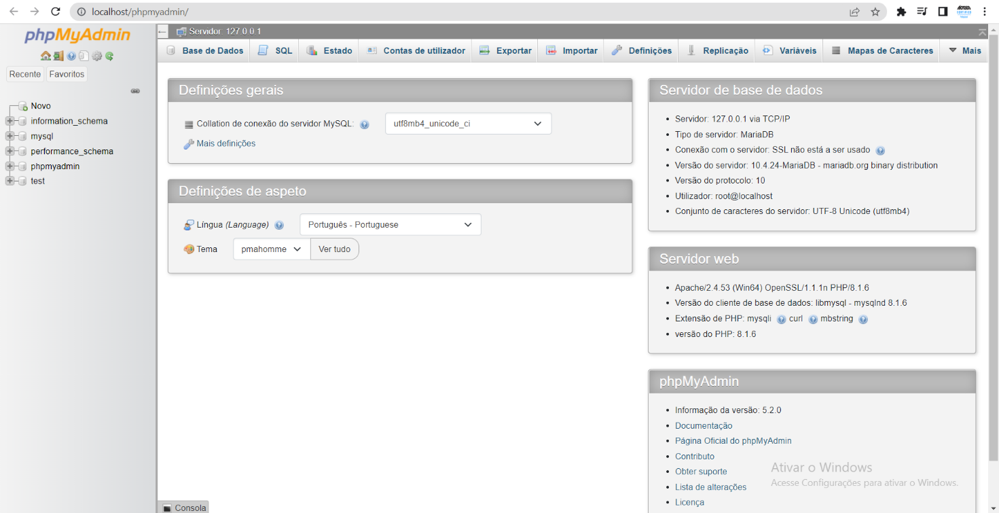 localhost/phpmyadmin/
phpMyAdmin
Recente Favoritos
Novo
information_schema
mysql
performance_schema
phpmyadmin
test
Servidor: 127.0.0.1
Base de Dados SQL Estado Contas de utilizador Exportar Importar Definições Replicação Variáveis Mapas de Caracteres Mais
Definições gerais
Collation de conexão do servidor MySQL: utf8mb4_unicode_ci
Mais definições
Definições de aspeto
Língua (Language) Português - Portuguese
Tema pmahomme Ver tudo
Servidor de base de dados
Servidor: 127.0.0.1 via TCP/IP
Tipo de servidor: MariaDB
Conexão com o servidor: SSL não está a ser usado
Versão do servidor: 10.4.24-MariaDB - mariadb.org binary distribution
Versão do protocolo: 10
Utilizador: root@localhost
Conjunto de caracteres do servidor: UTF-8 Unicode (utf8mb4)
Servidor web
Apache/2.4.53 (Win64) OpenSSL/1.1.1n PHP/8.1.6
Versão do cliente de base de dados: libmysql - mysqlnd 8.1.6
Extensão de PHP: mysqli curl mbstring
versão do PHP: 8.1.6
phpMyAdmin
Informação da versão: 5.2.0
Documentação
Página Oficial do phpMyAdmin
Contributo
Obter suporte
Lista de alterações
Licença
Ativar o Windows
Acesse Configurações para ativar o Windows.
Consola